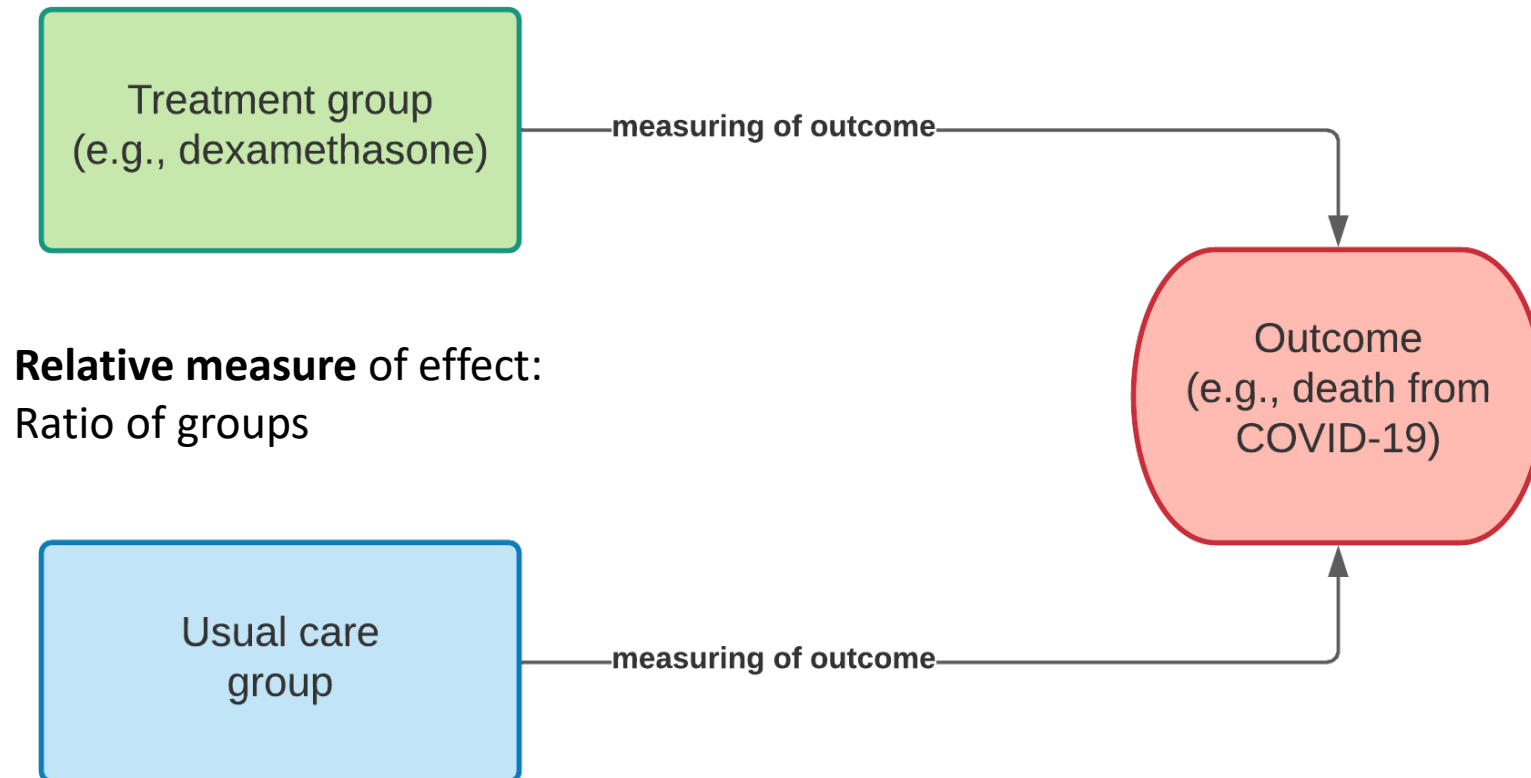 Treatment group
(e.g., dexamethasone)
measuring of outcome
Relative measure of effect:
Ratio of groups
Outcome
(e.g., death from
COVID-19)
Usual care
group
measuring of outcome